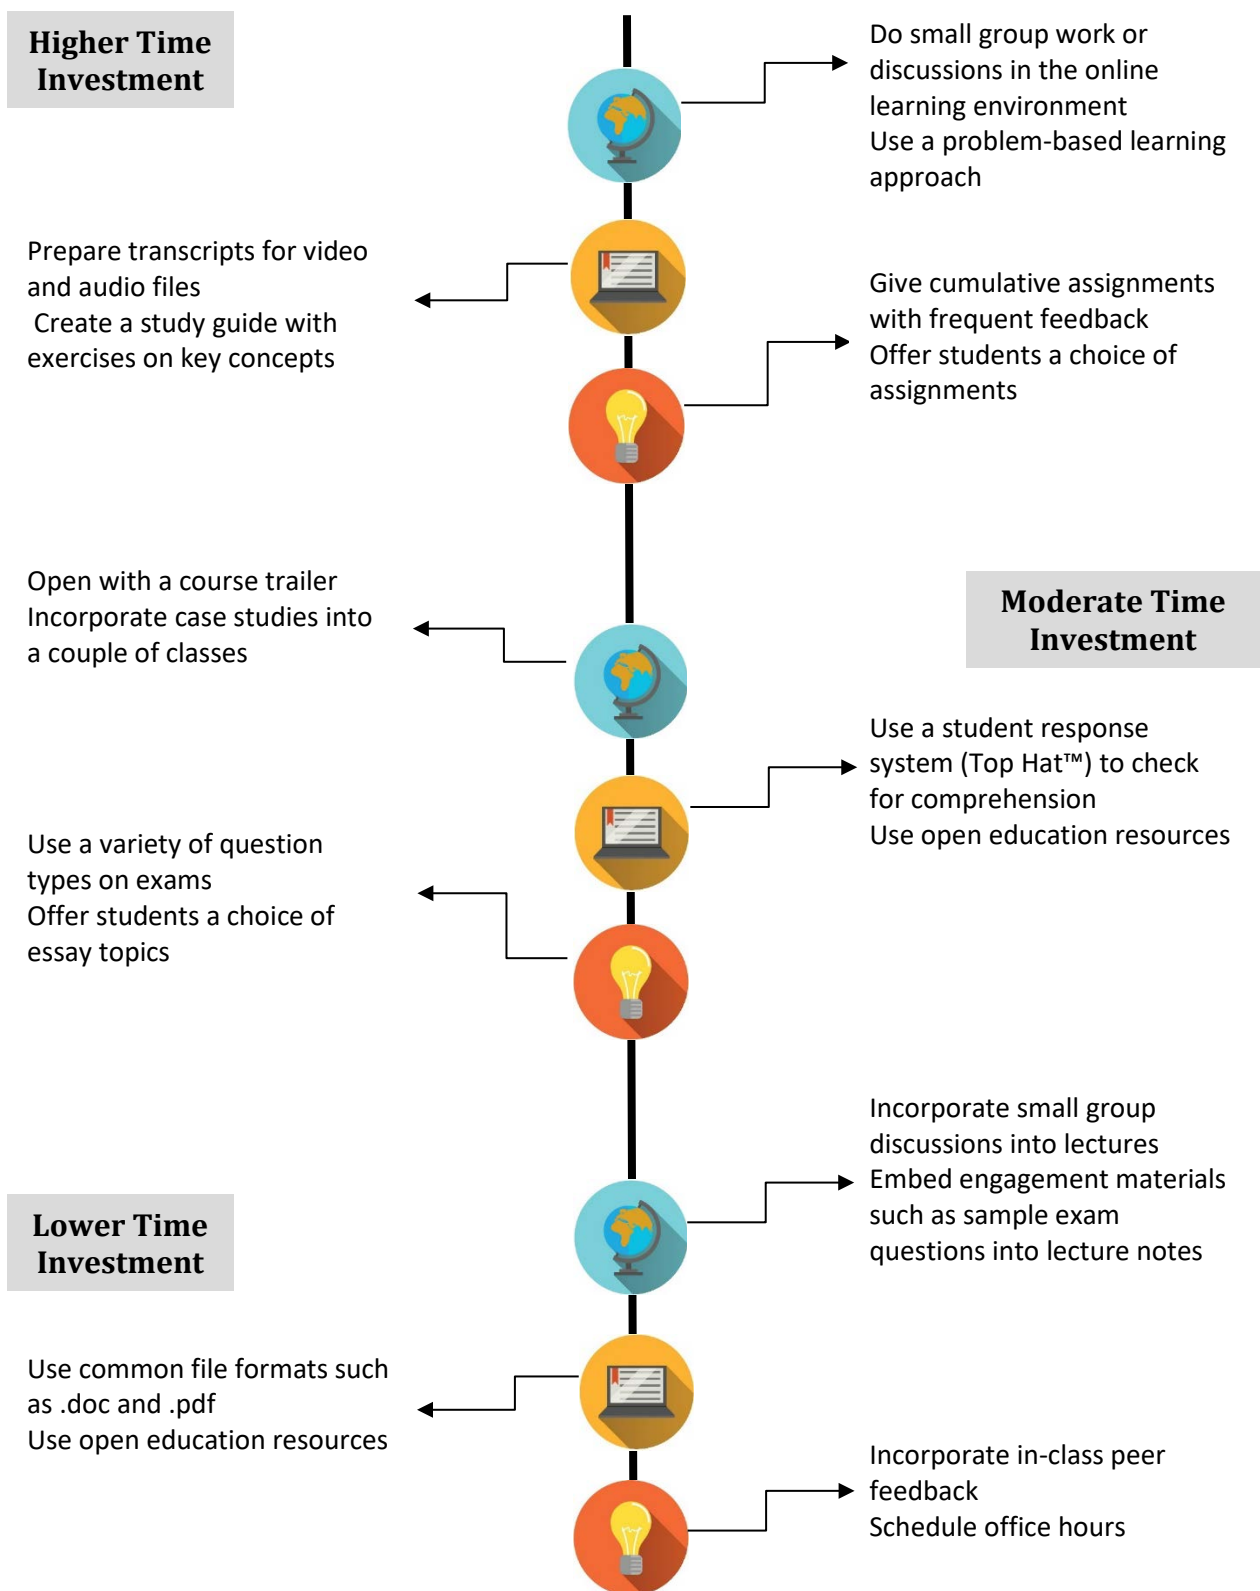 Higher Time
Investment
Do small group work or
discussions in the online
learning environment
Use a problem-based learning
approach
Prepare transcripts for video
and audio files
Create a study guide with
exercises on key concepts
Give cumulative assignments
with frequent feedback
Offer students a choice of
assignments
Open with a course trailer
Incorporate case studies into
a couple of classes
Moderate Time
Investment
Use a student response
system (Top Hat™) to check
for comprehension
Use open education resources
Use a variety of question
types on exams
Offer students a choice of
essay topics
Incorporate small group
discussions into lectures
Embed engagement materials
such as sample exam
questions into lecture notes
Lower Time
Investment
Use common file formats such
as .doc and .pdf
Use open education resources
Incorporate in-class peer
feedback
Schedule office hours